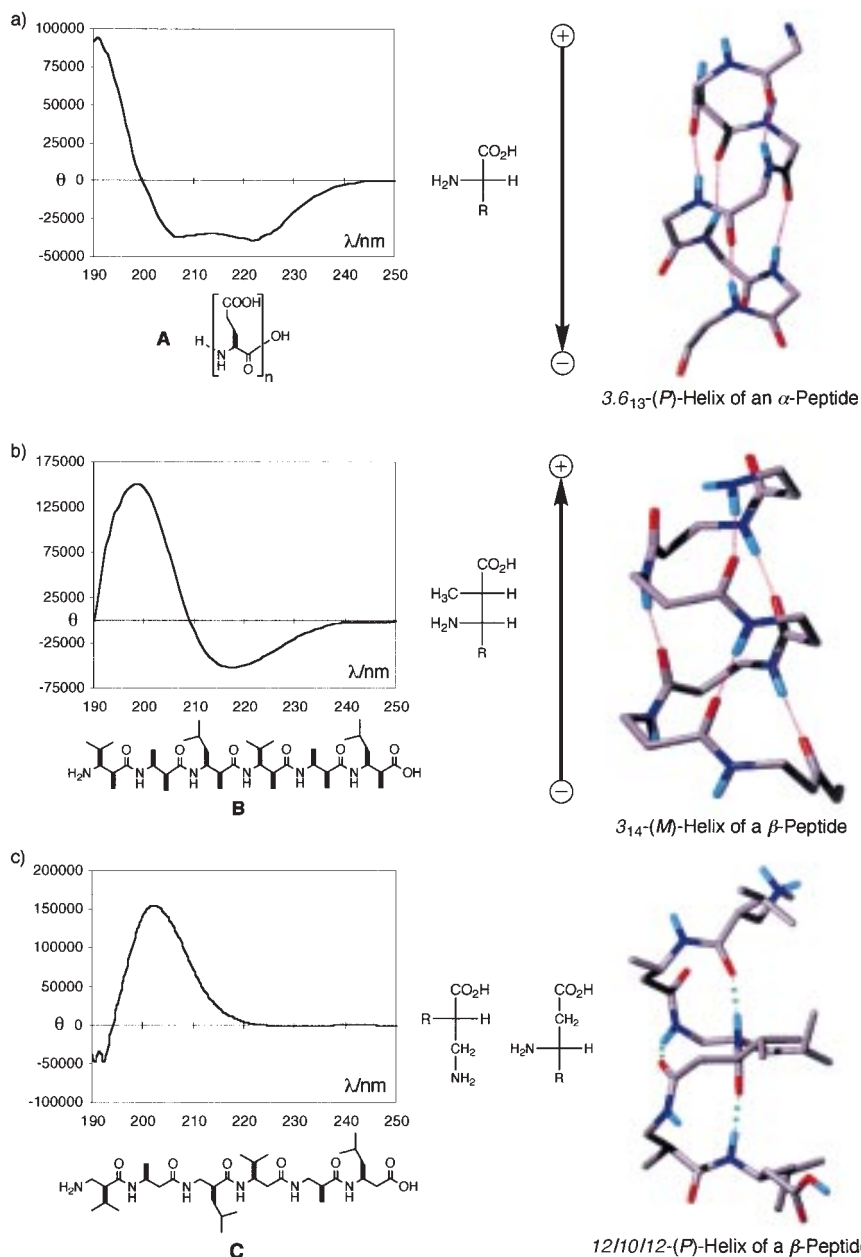 a)
100000
75000
50000
25000
θ 0
-25000
-50000
λ/nm
190 200 210 220 230 240 250
CO₂H
H₂N H
R
+
−
A
COOH
H N H O OH
n
3.6₁₃-(P)-Helix of an α-Peptide
b)
175000
125000
75000
25000
θ
-25000
-75000
190 200 210 220 230 240 250
λ/nm
CO₂H
H₃C H
H₂N H
R
+
−
O O O O O O
H₂N N H N H N H N H N H OH
B
3₁₄-(M)-Helix of a β-Peptide
c)
200000
150000
100000
50000
θ 0
-50000
-100000
λ/nm
190 200 210 220 230 240 250
CO₂H
R H
CH₂
NH₂
CO₂H
CH₂
H₂N H
R
O O O O O O
H₂N N H N H N H N H N H OH
C
12/10/12-(P)-Helix of a β-Peptid